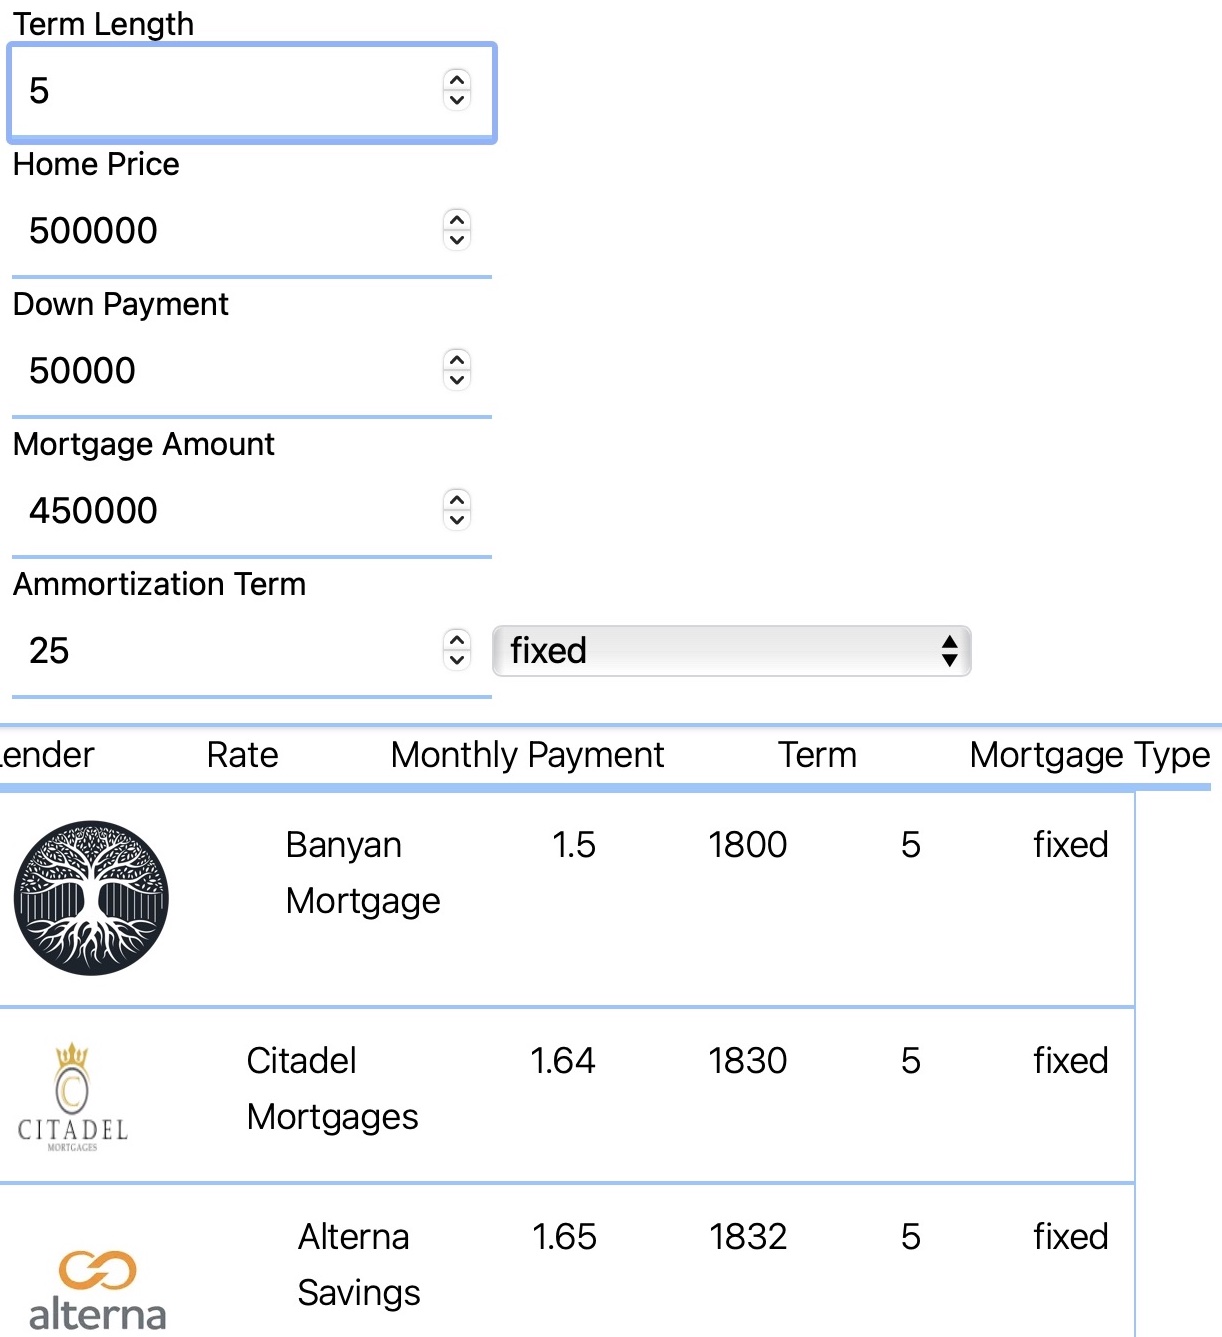 Term Length
5
Home Price
500000
Down Payment
50000
Mortgage Amount
450000
Ammortization Term
25 fixed
ender Rate Monthly Payment Term Mortgage Type
Banyan 1.5 1800 5 fixed
Mortgage
Citadel 1.64 1830 5 fixed
Mortgages
C
CITADEL
MORTGAGES
Alterna 1.65 1832 5 fixed
Savings
alterna